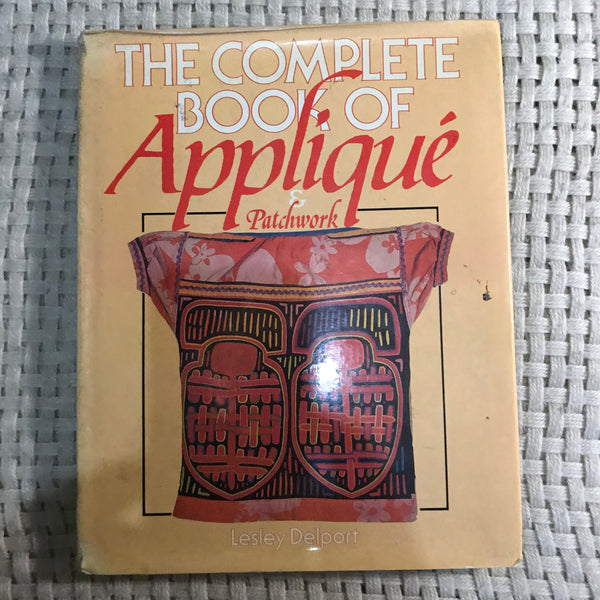 THE COMPLETE
BOOK OF
Appliqué
&
Patchwork
Lesley Delport